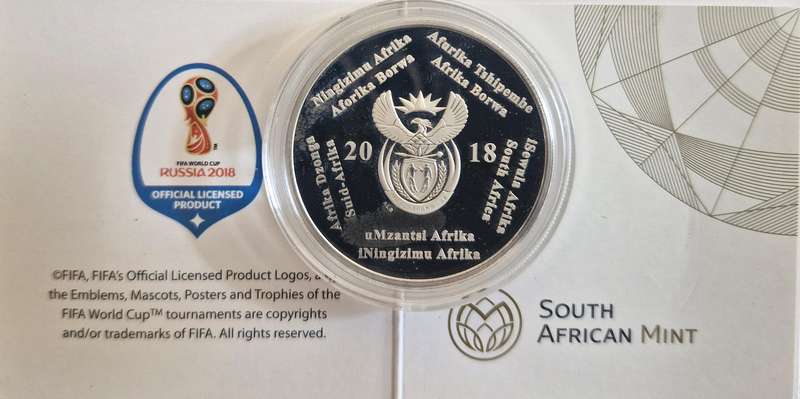 FIFA WORLD CUP
RUSSIA 2018
OFFICIAL LICENSED
PRODUCT
©FIFA, FIFA's Official Licensed Product Logos,
the Emblems, Mascots, Posters and Trophies of the
FIFA World Cup™ tournaments are copyrights
and/or trademarks of FIFA. All rights reserved.
Ningizimu Afrika
Aforika Borwa
Afurika Tshipembe
Afrika Borwa
Afrika Dzonga
Suid-Afrika
20 18
iSewula Afrika
South Africa
uMzantsi Afrika
iNingizimu Afrika
SOUTH
AFRICAN MINT